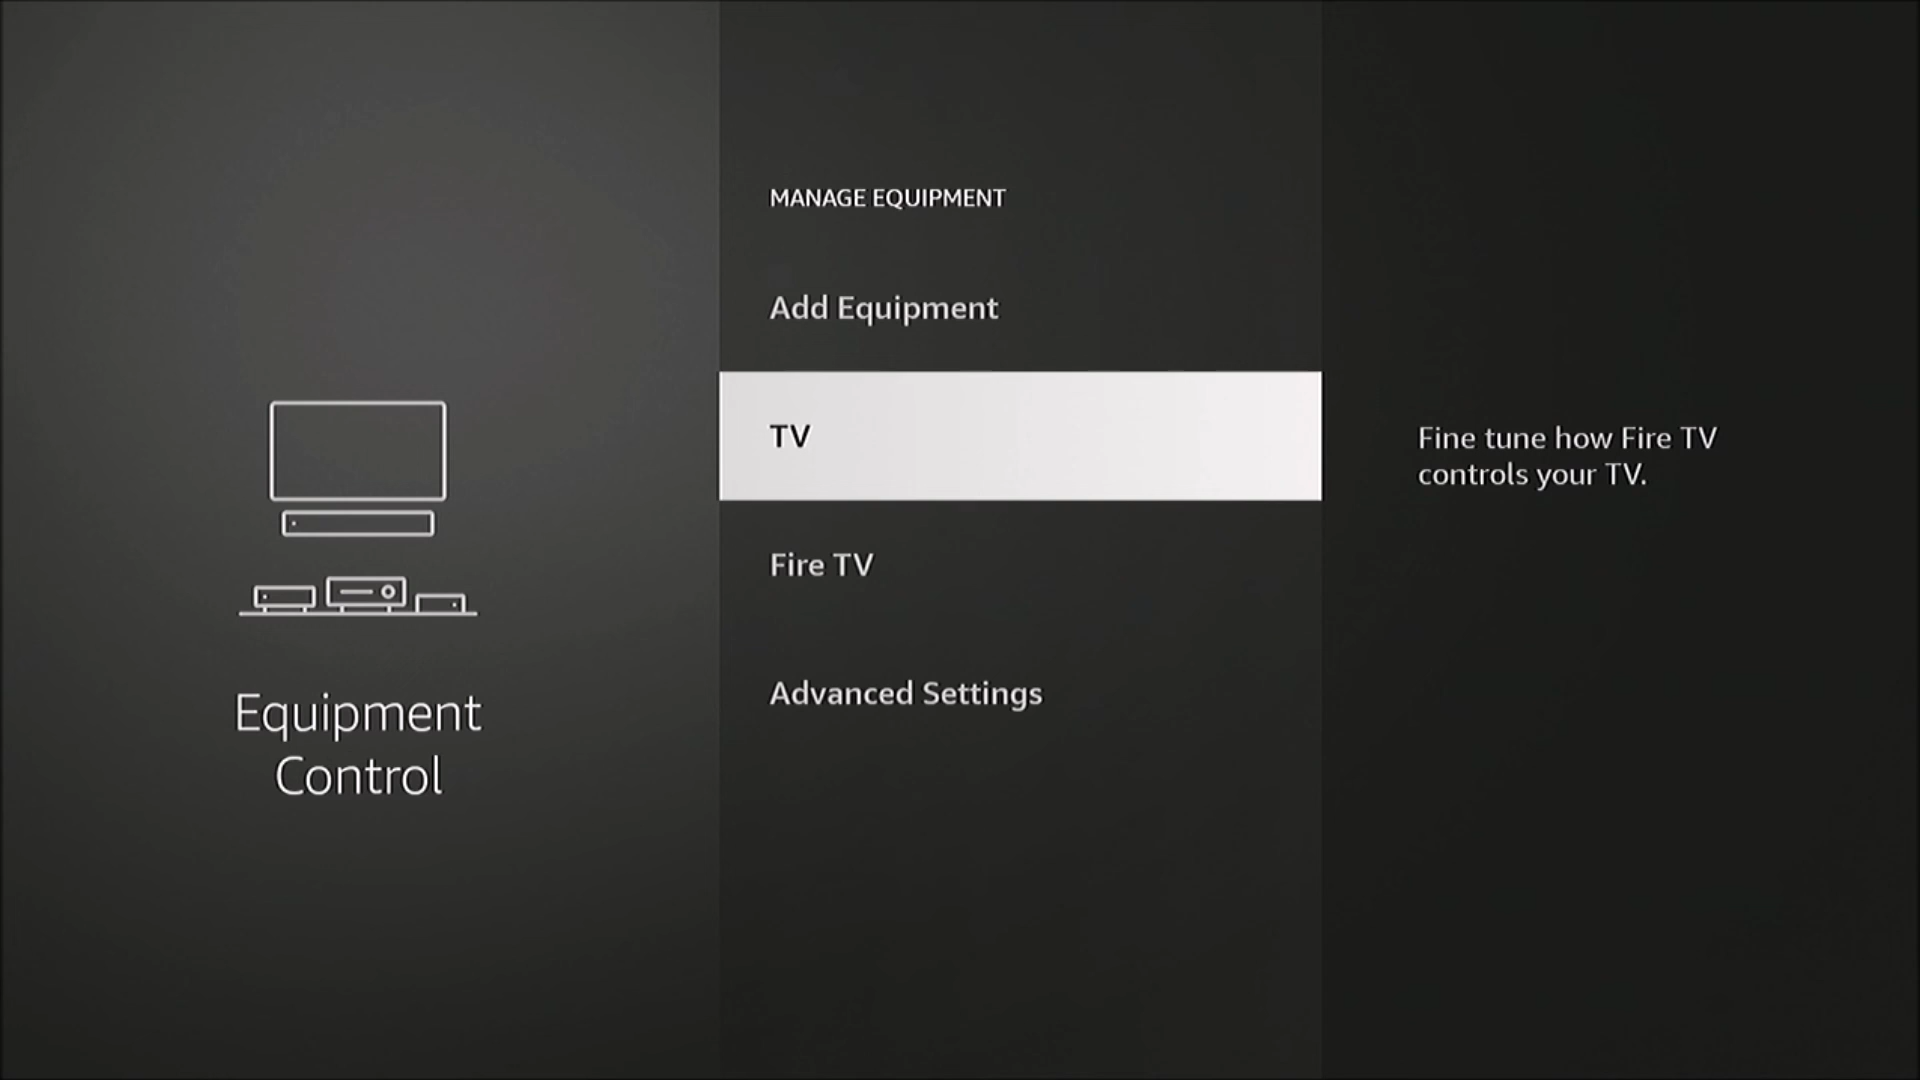 MANAGE EQUIPMENT
Add Equipment
TV
Fire TV
Advanced Settings
Equipment
Control
Fine tune how Fire TV
controls your TV.